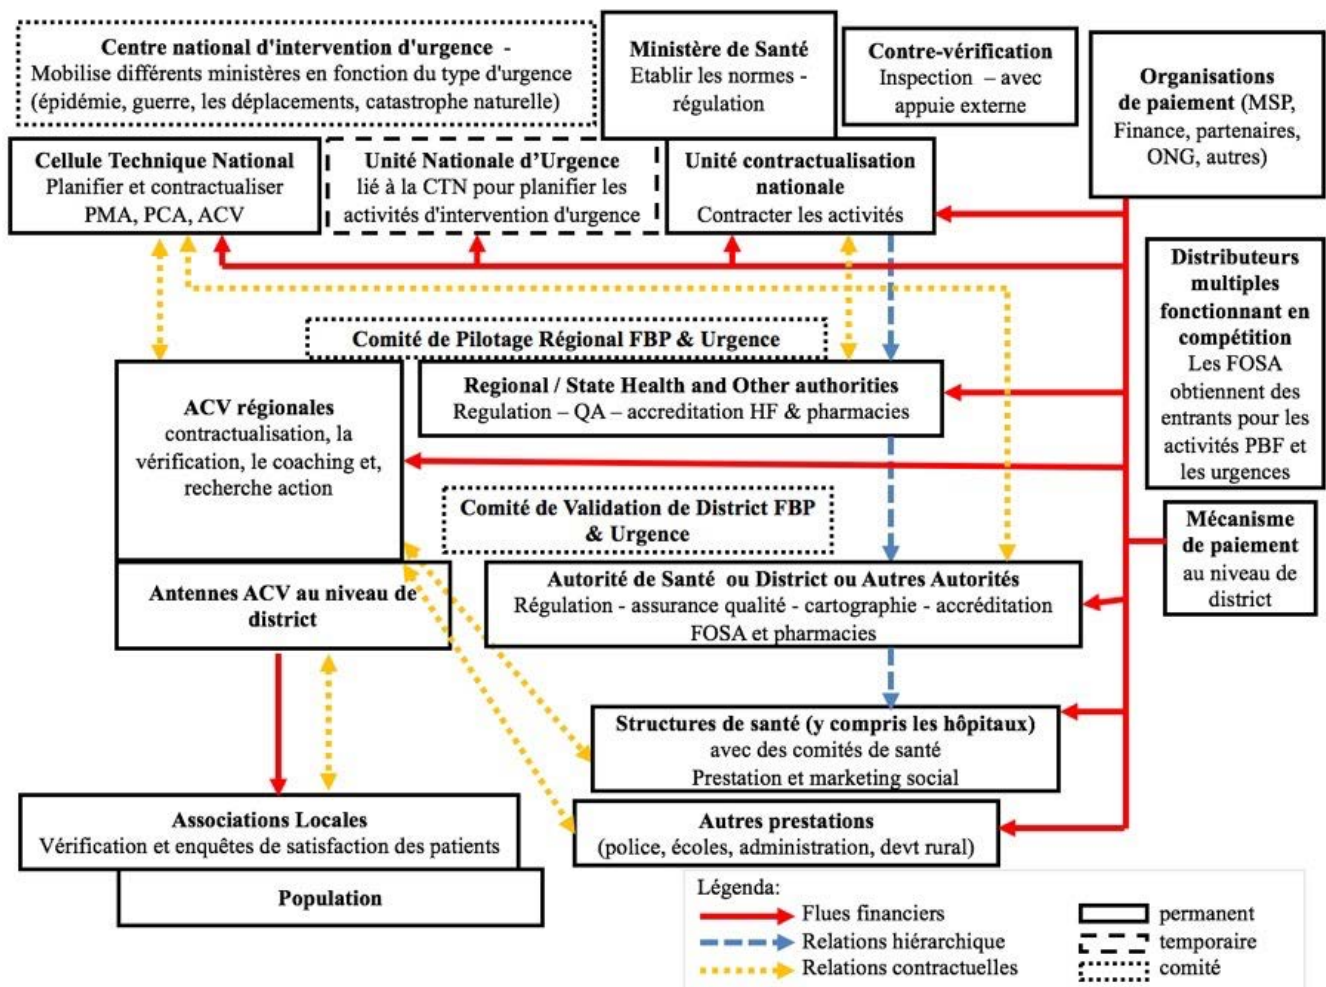 Centre national d'intervention d'urgence -
Mobilise différents ministères en fonction du type d'urgence
(épidémie, guerre, les déplacements, catastrophe naturelle)
Ministère de Santé
Etablir les normes -
régulation
Contre-vérification
Inspection – avec
appuie externe
Organisations
de paiement (MSP,
Finance, partenaires,
ONG, autres)
Cellule Technique National
Planifier et contractualiser
PMA, PCA, ACV
Unité Nationale d'Urgence
lié à la CTN pour planifier les
activités d'intervention d'urgence
Unité contractualisation
nationale
Contracter les activités
Distributeurs
multiples
fonctionnant en
compétition
Les FOSA
obtiennent des
entrants pour les
activités PBF et
les urgences
Comité de Pilotage Régional FBP & Urgence
ACV régionales
contractualisation, la
vérification, le coaching et,
recherche action
Regional / State Health and Other authorities
Regulation – QA – accreditation HF & pharmacies
Comité de Validation de District FBP
& Urgence
Mécanisme
de paiement
au niveau de
district
Antennes ACV au niveau de
district
Autorité de Santé ou District ou Autres Autorités
Régulation - assurance qualité - cartographie - accréditation
FOSA et pharmacies
Structures de santé (y compris les hôpitaux)
avec des comités de santé
Prestation et marketing social
Associations Locales
Vérification et enquêtes de satisfaction des patients
Autres prestations
(police, écoles, administration, devt rural)
Population
Légenda:
Flues financiers
Relations hiérarchique
Relations contractuelles
permanent
temporaire
comité